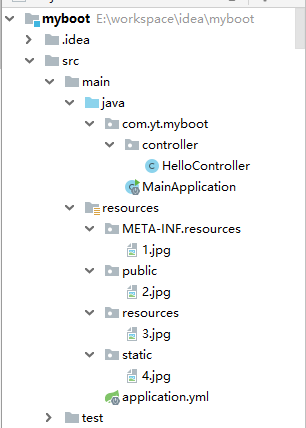 myboot E:\workspace\idea\myboot
.idea
src
main
java
com.yt.myboot
controller
HelloController
MainApplication
resources
META-INF.resources
1.jpg
public
2.jpg
resources
3.jpg
static
4.jpg
application.yml
test